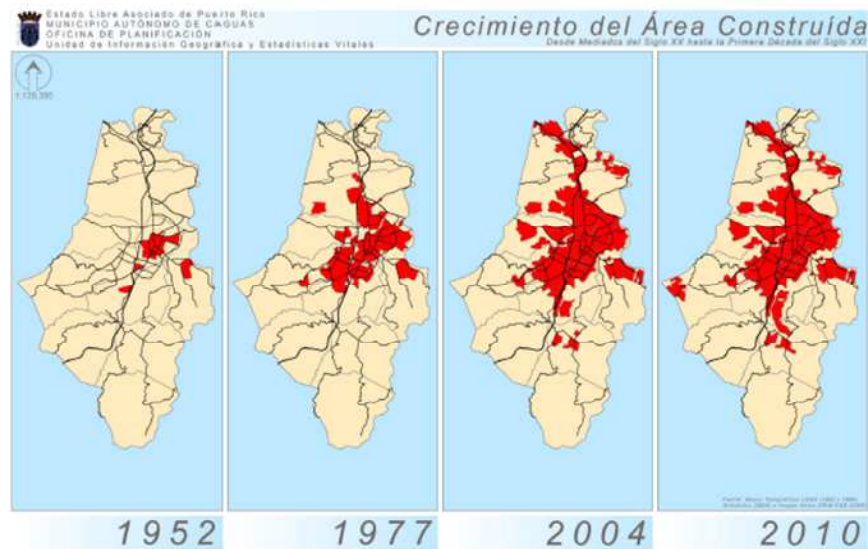 Estado Libre Asociado de Puerto Rico
MUNICIPIO AUTÓNOMO DE CAGUAS
OFICINA DE PLANIFICACIÓN
Unidad de Información Geográfica y Estadísticas Vitales
Crecimiento del Área Construída
Desde Mediados del Siglo XX hasta la Primera Década del Siglo XXI
1952
1977
2004
2010